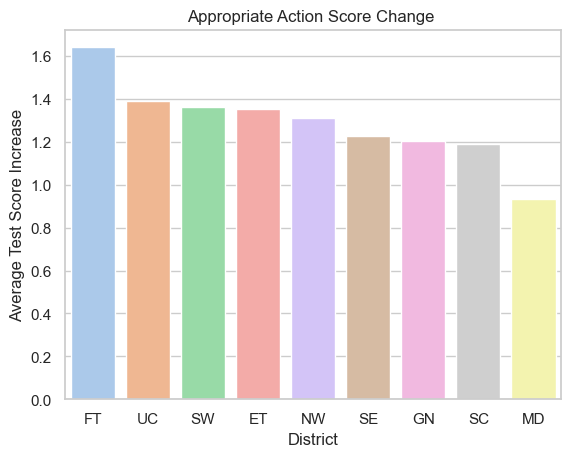 Appropriate Action Score Change
Average Test Score Increase
1.6
1.4
1.2
1.0
0.8
0.6
0.4
0.2
0.0
FT UC SW ET NW SE GN SC MD
District